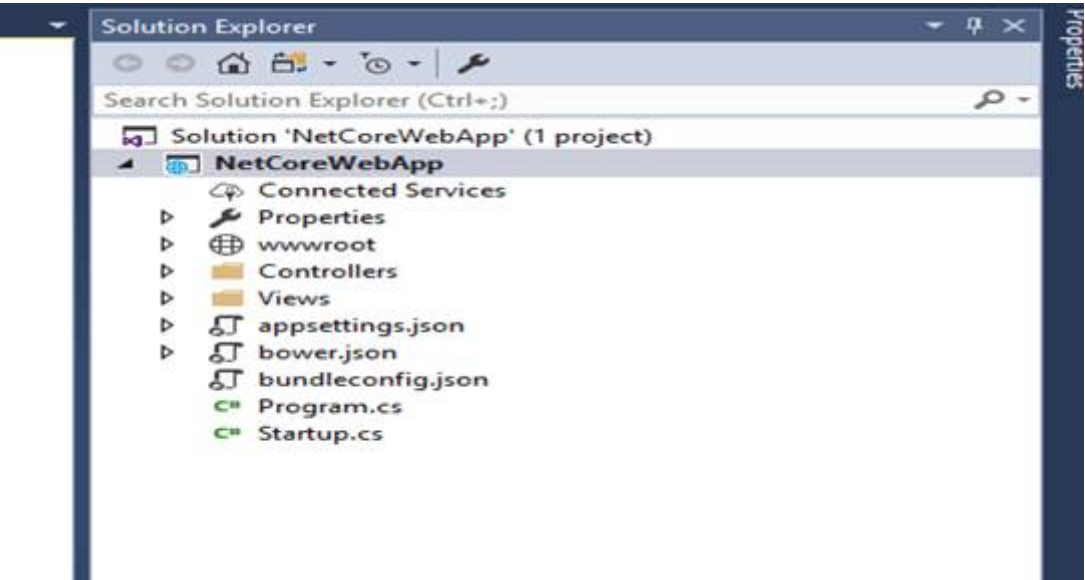 Solution Explorer
Search Solution Explorer (Ctrl+;)
Solution 'NetCoreWebApp' (1 project)
NetCoreWebApp
Connected Services
Properties
wwwroot
Controllers
Views
appsettings.json
bower.json
bundleconfig.json
C# Program.cs
C# Startup.cs
Properties